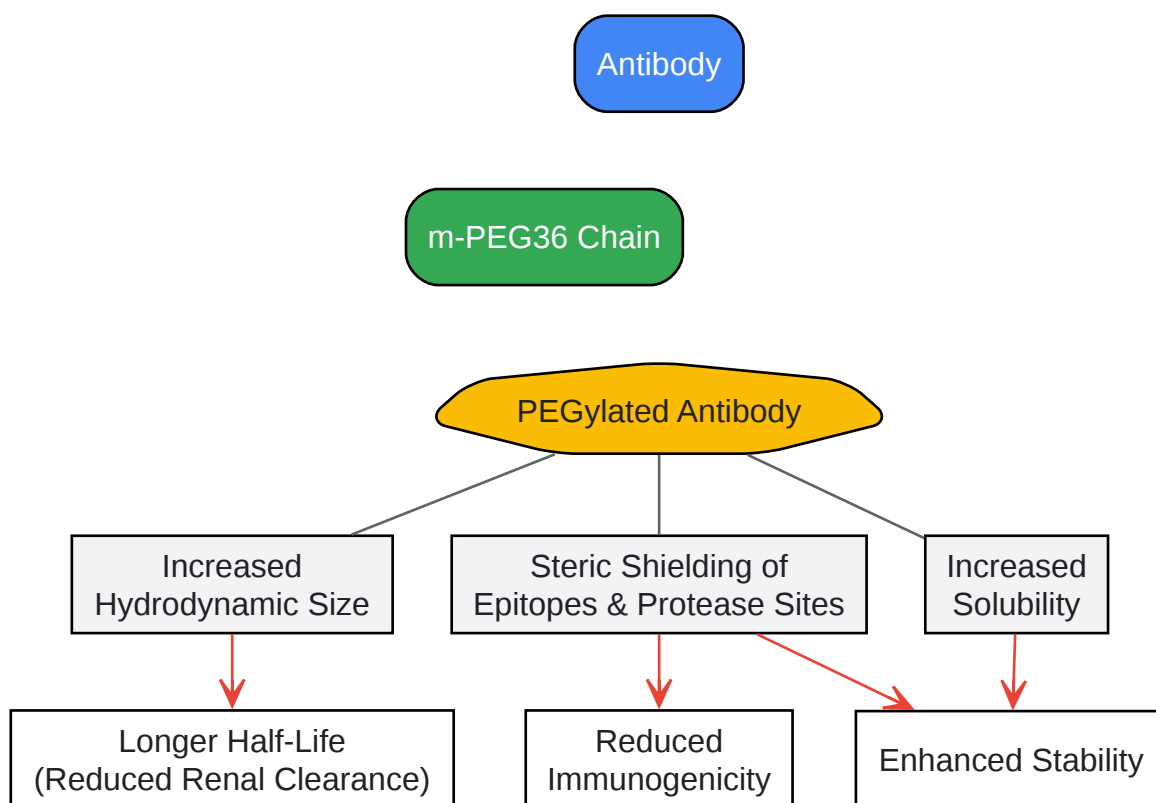 Antibody
m-PEG36 Chain
PEGylated Antibody
Increased
Hydrodynamic Size
Steric Shielding of
Epitopes & Protease Sites
Increased
Solubility
Longer Half-Life
(Reduced Renal Clearance)
Reduced
Immunogenicity
Enhanced Stability